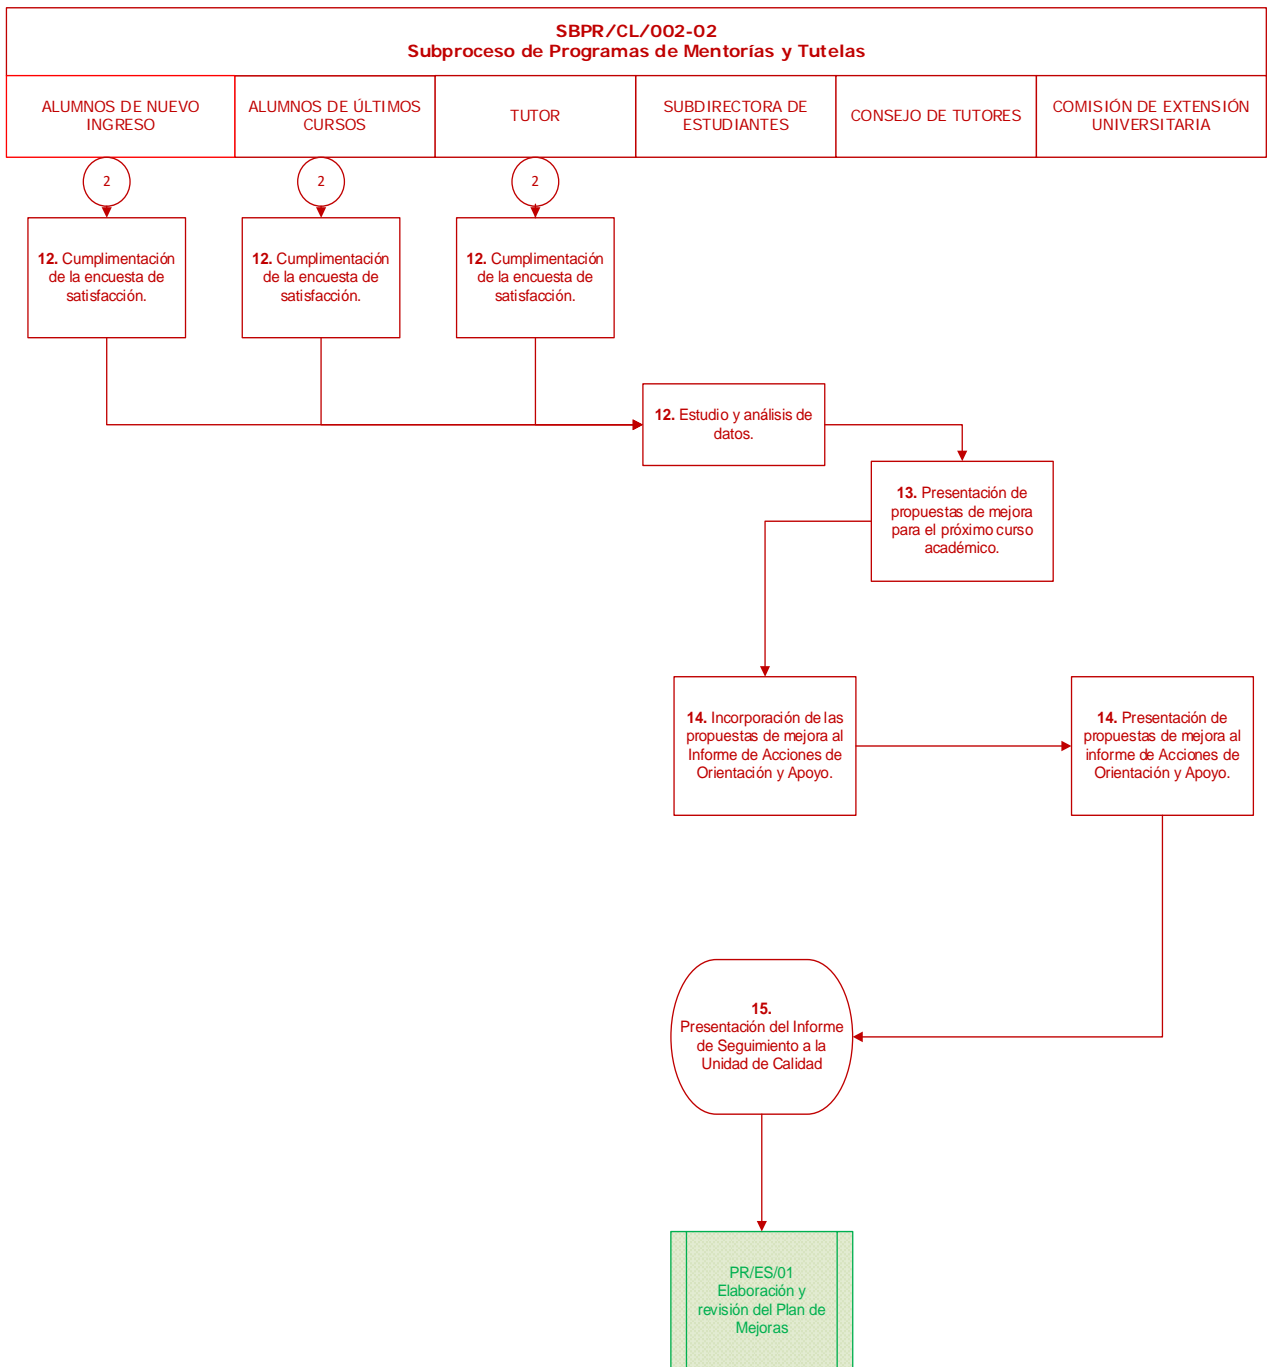 SBPR/CL/002-02
Subproceso de Programas de Mentorías y Tutelas
ALUMNOS DE NUEVO
INGRESO
ALUMNOS DE ÚLTIMOS
CURSOS
TUTOR
SUBDIRECTORA DE
ESTUDIANTES
CONSEJO DE TUTORES
COMISIÓN DE EXTENSIÓN
UNIVERSITARIA
2
2
2
12. Cumplimentación
de la encuesta de
satisfacción.
12. Cumplimentación
de la encuesta de
satisfacción.
12. Cumplimentación
de la encuesta de
satisfacción.
12. Estudio y análisis de
datos.
13. Presentación de
propuestas de mejora
para el próximo curso
académico.
14. Incorporación de las
propuestas de mejora al
Informe de Acciones de
Orientación y Apoyo.
14. Presentación de
propuestas de mejora al
informe de Acciones de
Orientación y Apoyo.
15.
Presentación del Informe
de Seguimiento a la
Unidad de Calidad
PR/ES/01
Elaboración y
revisión del Plan de
Mejoras